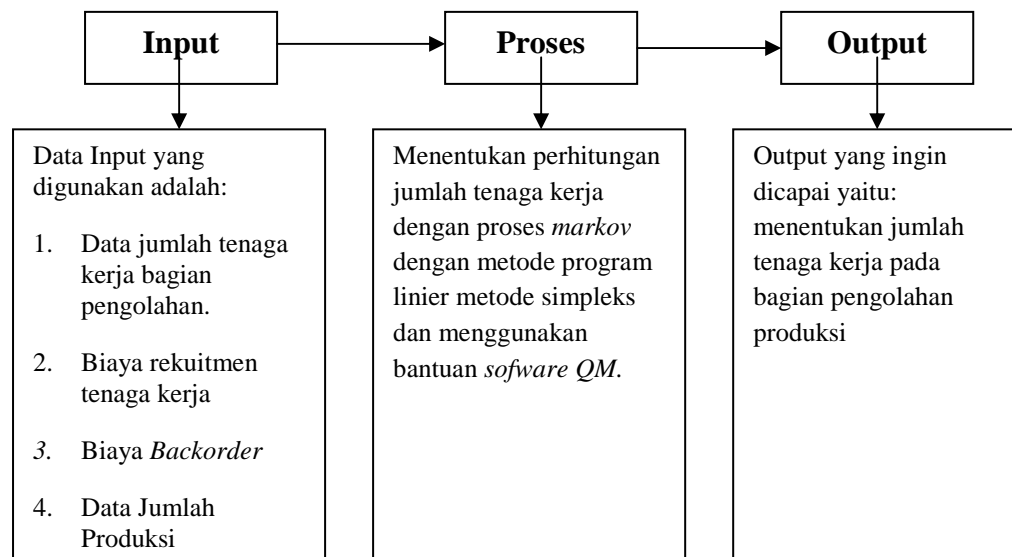 Input
Proses
Output
Data Input yang
digunakan adalah:
1. Data jumlah tenaga
kerja bagian
pengolahan.
2. Biaya rekuitmen
tenaga kerja
3. Biaya Backorder
4. Data Jumlah
Produksi
Menentukan perhitungan
jumlah tenaga kerja
dengan proses markov
dengan metode program
linier metode simpleks
dan menggunakan
bantuan sofware QM.
Output yang ingin
dicapai yaitu:
menentukan jumlah
tenaga kerja pada
bagian pengolahan
produksi